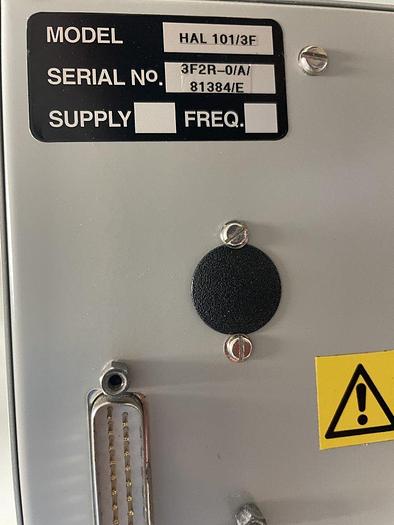 MODEL HAL 101/3F
SERIAL No. 3F2R-0/A/
81384/E
SUPPLY FREQ.